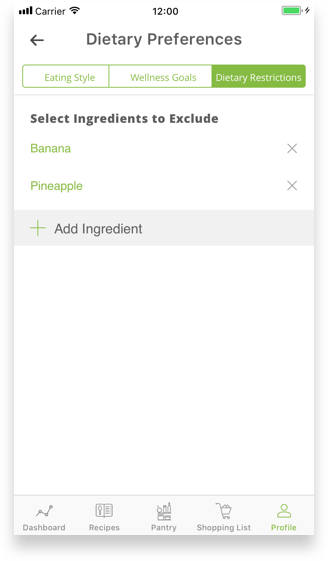 Carrier 12:00
Dietary Preferences
Eating Style Wellness Goals Dietary Restrictions
Select Ingredients to Exclude
Banana
Pineapple
Add Ingredient
Dashboard Recipes Pantry Shopping List Profile